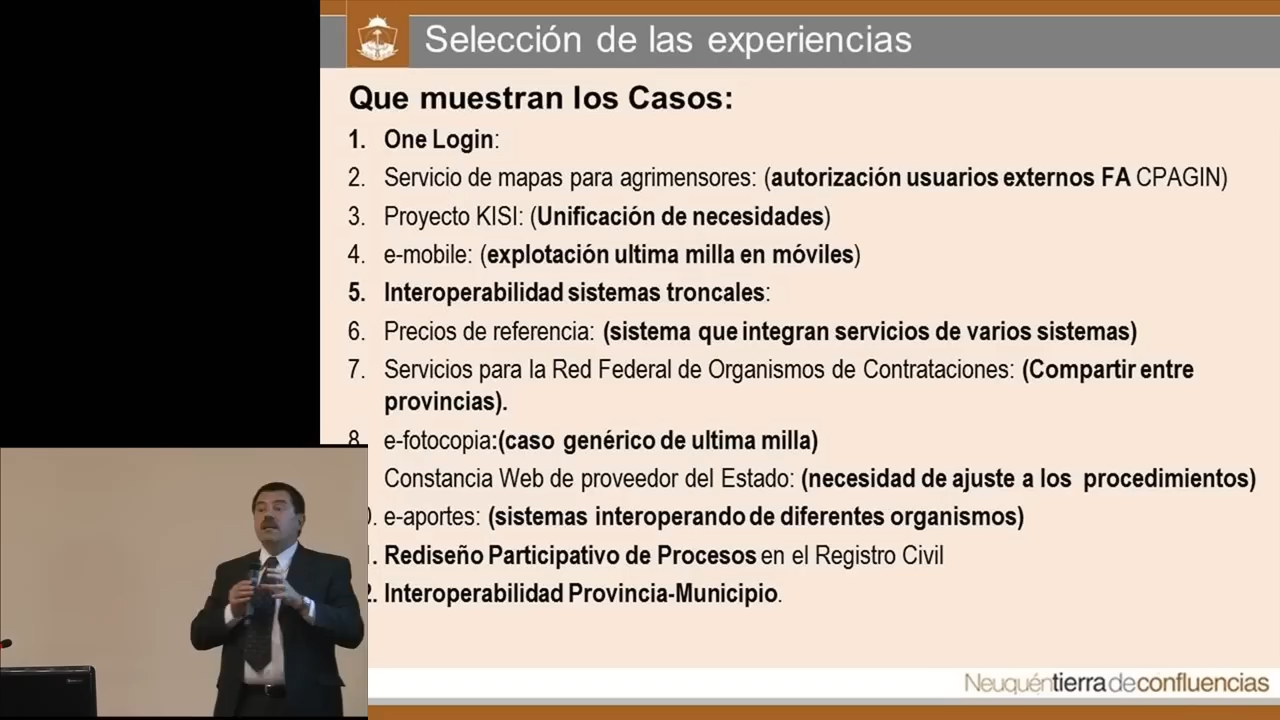 Selección de las experiencias
Que muestran los Casos:
1. One Login:
2. Servicio de mapas para agrimensores: (autorización usuarios externos FA CPAGIN)
3. Proyecto KISI: (Unificación de necesidades)
4. e-mobile: (explotación ultima milla en móviles)
5. Interoperabilidad sistemas troncales:
6. Precios de referencia: (sistema que integran servicios de varios sistemas)
7. Servicios para la Red Federal de Organismos de Contrataciones: (Compartir entre
provincias).
8. e-fotocopia:(caso genérico de ultima milla)
Constancia Web de proveedor del Estado: (necesidad de ajuste a los procedimientos)
. e-aportes: (sistemas interoperando de diferentes organismos)
. Rediseño Participativo de Procesos en el Registro Civil
2. Interoperabilidad Provincia-Municipio.
Neuquéntierradeconfluencias